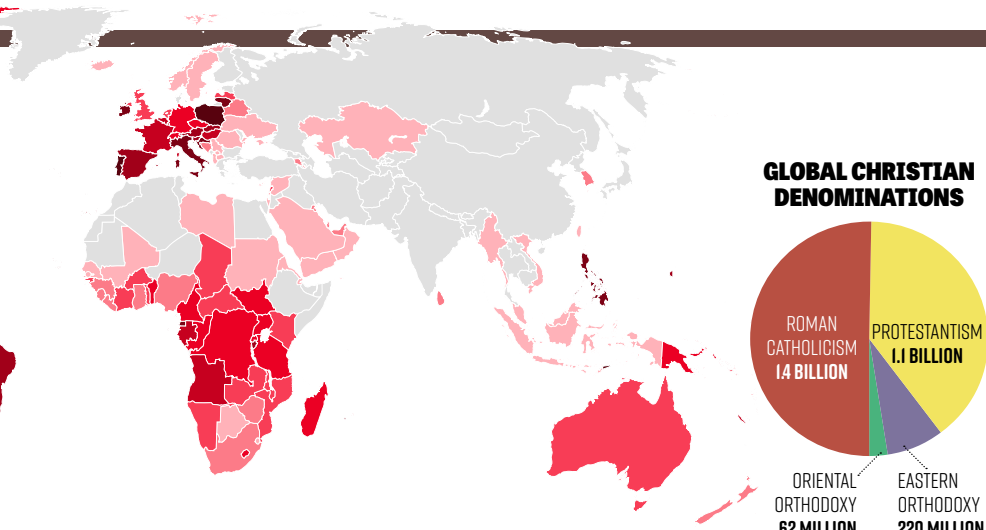 GLOBAL CHRISTIAN
DENOMINATIONS
ROMAN
CATHOLICISM
1.4 BILLION
PROTESTANTISM
1.1 BILLION
ORIENTAL
ORTHODOXY
62 MILLION
EASTERN
ORTHODOXY
220 MILLION